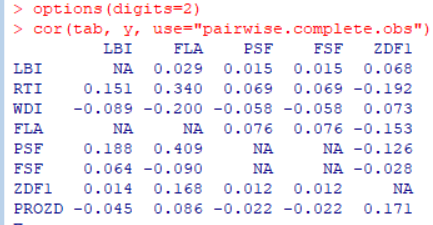 > options(digits=2)
> cor(tab, y, use="pairwise.complete.obs")
LBI FLA PSF FSF ZDF1
LBI NA 0.029 0.015 0.015 0.068
RTI 0.151 0.340 0.069 0.069 -0.192
WDI -0.089 -0.200 -0.058 -0.058 0.073
FLA NA NA 0.076 0.076 -0.153
PSF 0.188 0.409 NA NA -0.126
FSF 0.064 -0.090 NA NA -0.028
ZDF1 0.014 0.168 0.012 0.012 NA
PROZD -0.045 0.086 -0.022 -0.022 0.171